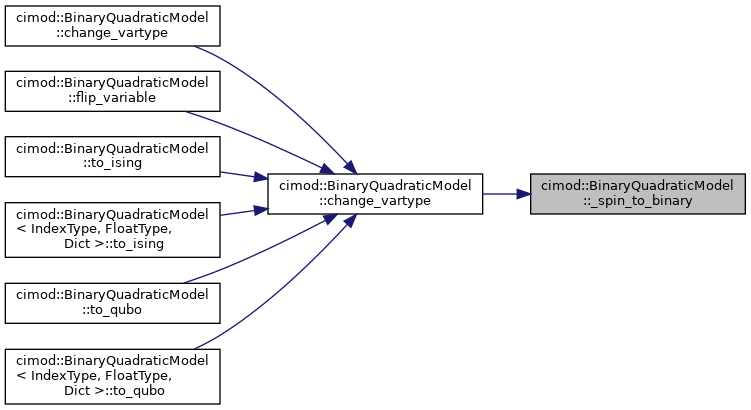 cimod::BinaryQuadraticModel
::change_vartype
cimod::BinaryQuadraticModel
::flip_variable
cimod::BinaryQuadraticModel
::to_ising
cimod::BinaryQuadraticModel
< IndexType, FloatType,
Dict >::to_ising
cimod::BinaryQuadraticModel
::to_qubo
cimod::BinaryQuadraticModel
< IndexType, FloatType,
Dict >::to_qubo
cimod::BinaryQuadraticModel
::change_vartype
cimod::BinaryQuadraticModel
::_spin_to_binary